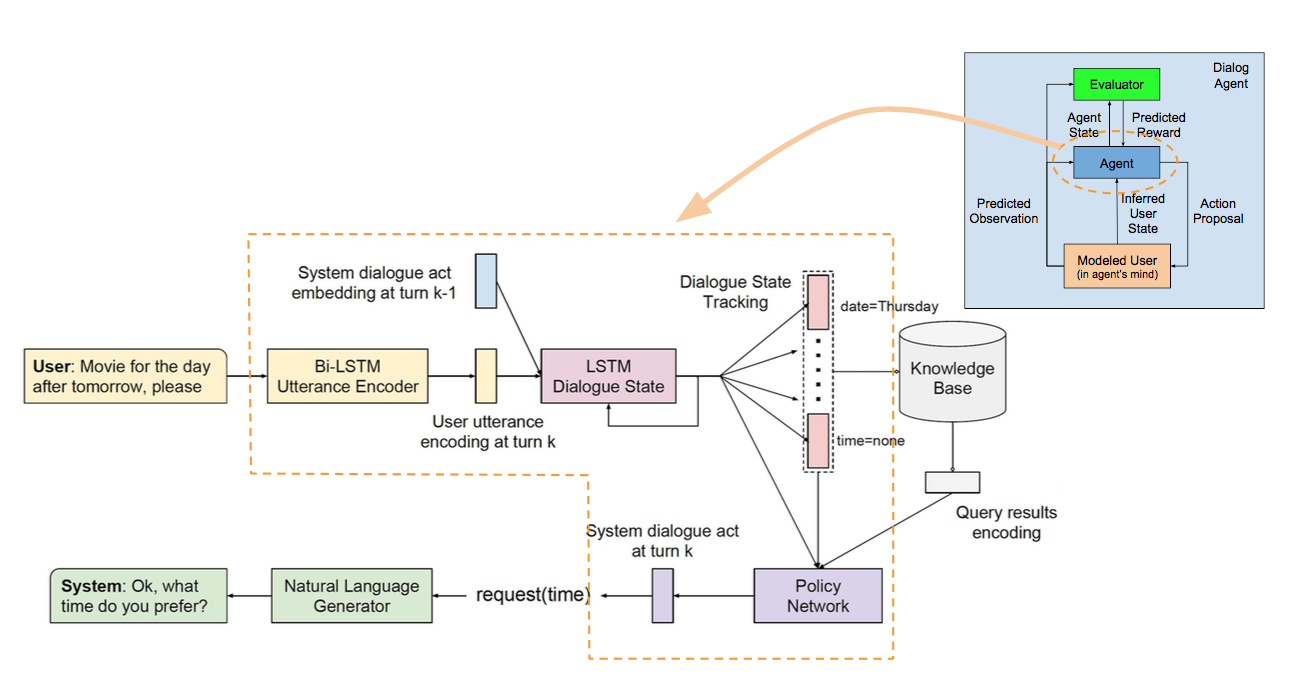 Dialog
Agent
Evaluator
Agent
State
Predicted
Reward
Agent
Predicted
Observation
Inferred
User
State
Action
Proposal
Modeled User
(in agent's mind)
System dialogue act
embedding at turn k-1
Dialogue State
Tracking
date=Thursday
User: Movie for the day
after tomorrow, please
Bi-LSTM
Utterance Encoder
LSTM
Dialogue State
Knowledge
Base
User utterance
encoding at turn k
time=none
Query results
encoding
System dialogue act
at turn k
System: Ok, what
time do you prefer?
Natural Language
Generator
request(time)
Policy
Network